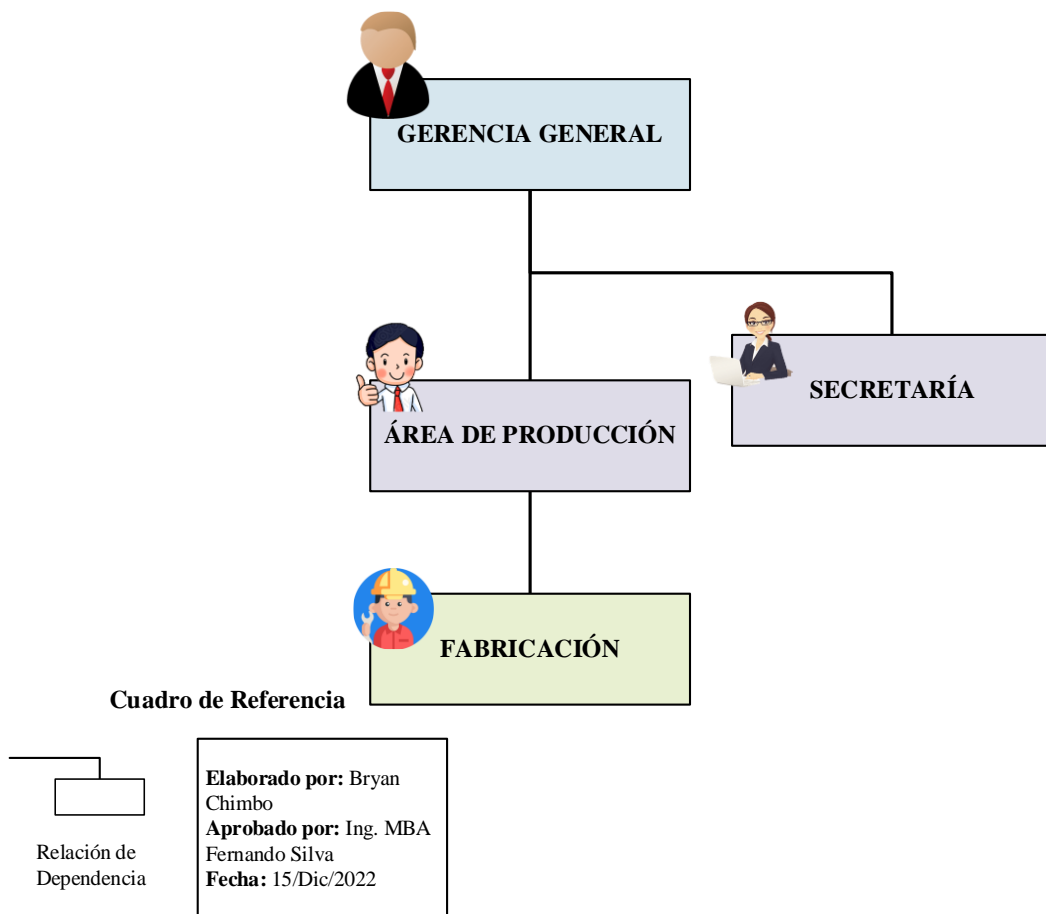 GERENCIA GENERAL
SECRETARÍA
ÁREA DE PRODUCCIÓN
FABRICACIÓN
Cuadro de Referencia
Relación de
Dependencia
Elaborado por: Bryan
Chimbo
Aprobado por: Ing. MBA
Fernando Silva
Fecha: 15/Dic/2022